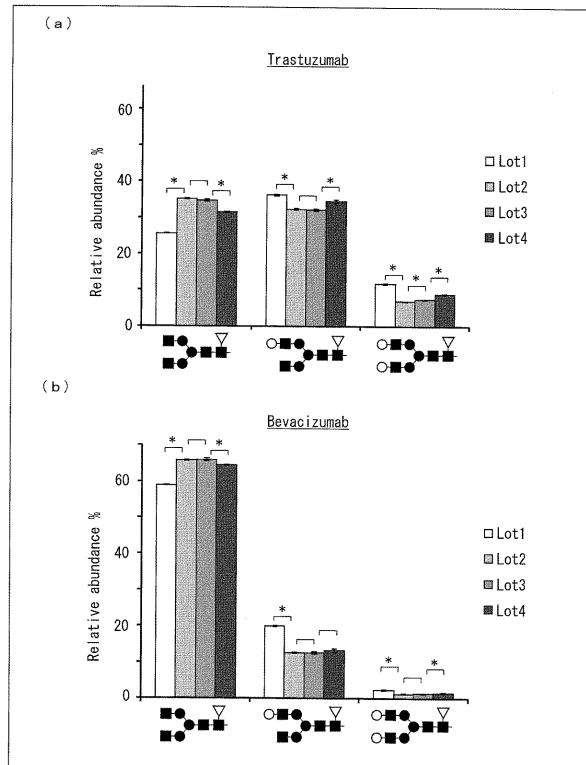 (a)
Trastuzumab
Relative abundance %
60
40
20
0
* * * * * * *
Lot1
Lot2
Lot3
Lot4
(b)
Bevacizumab
Relative abundance %
60
40
20
0
* * * * *
Lot1
Lot2
Lot3
Lot4